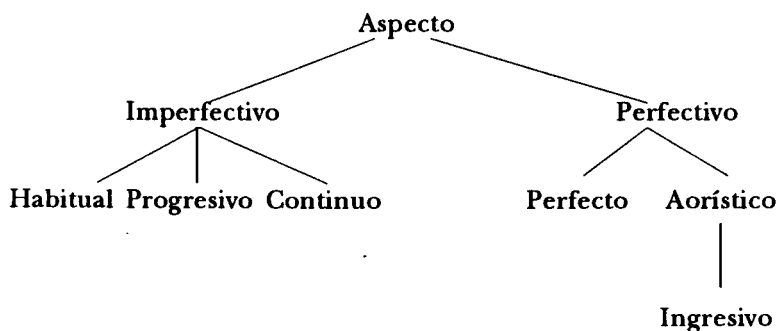 Aspecto
Imperfectivo Perfectivo
Habitual Progresivo Continuo Perfecto Aorístico
Ingresivo